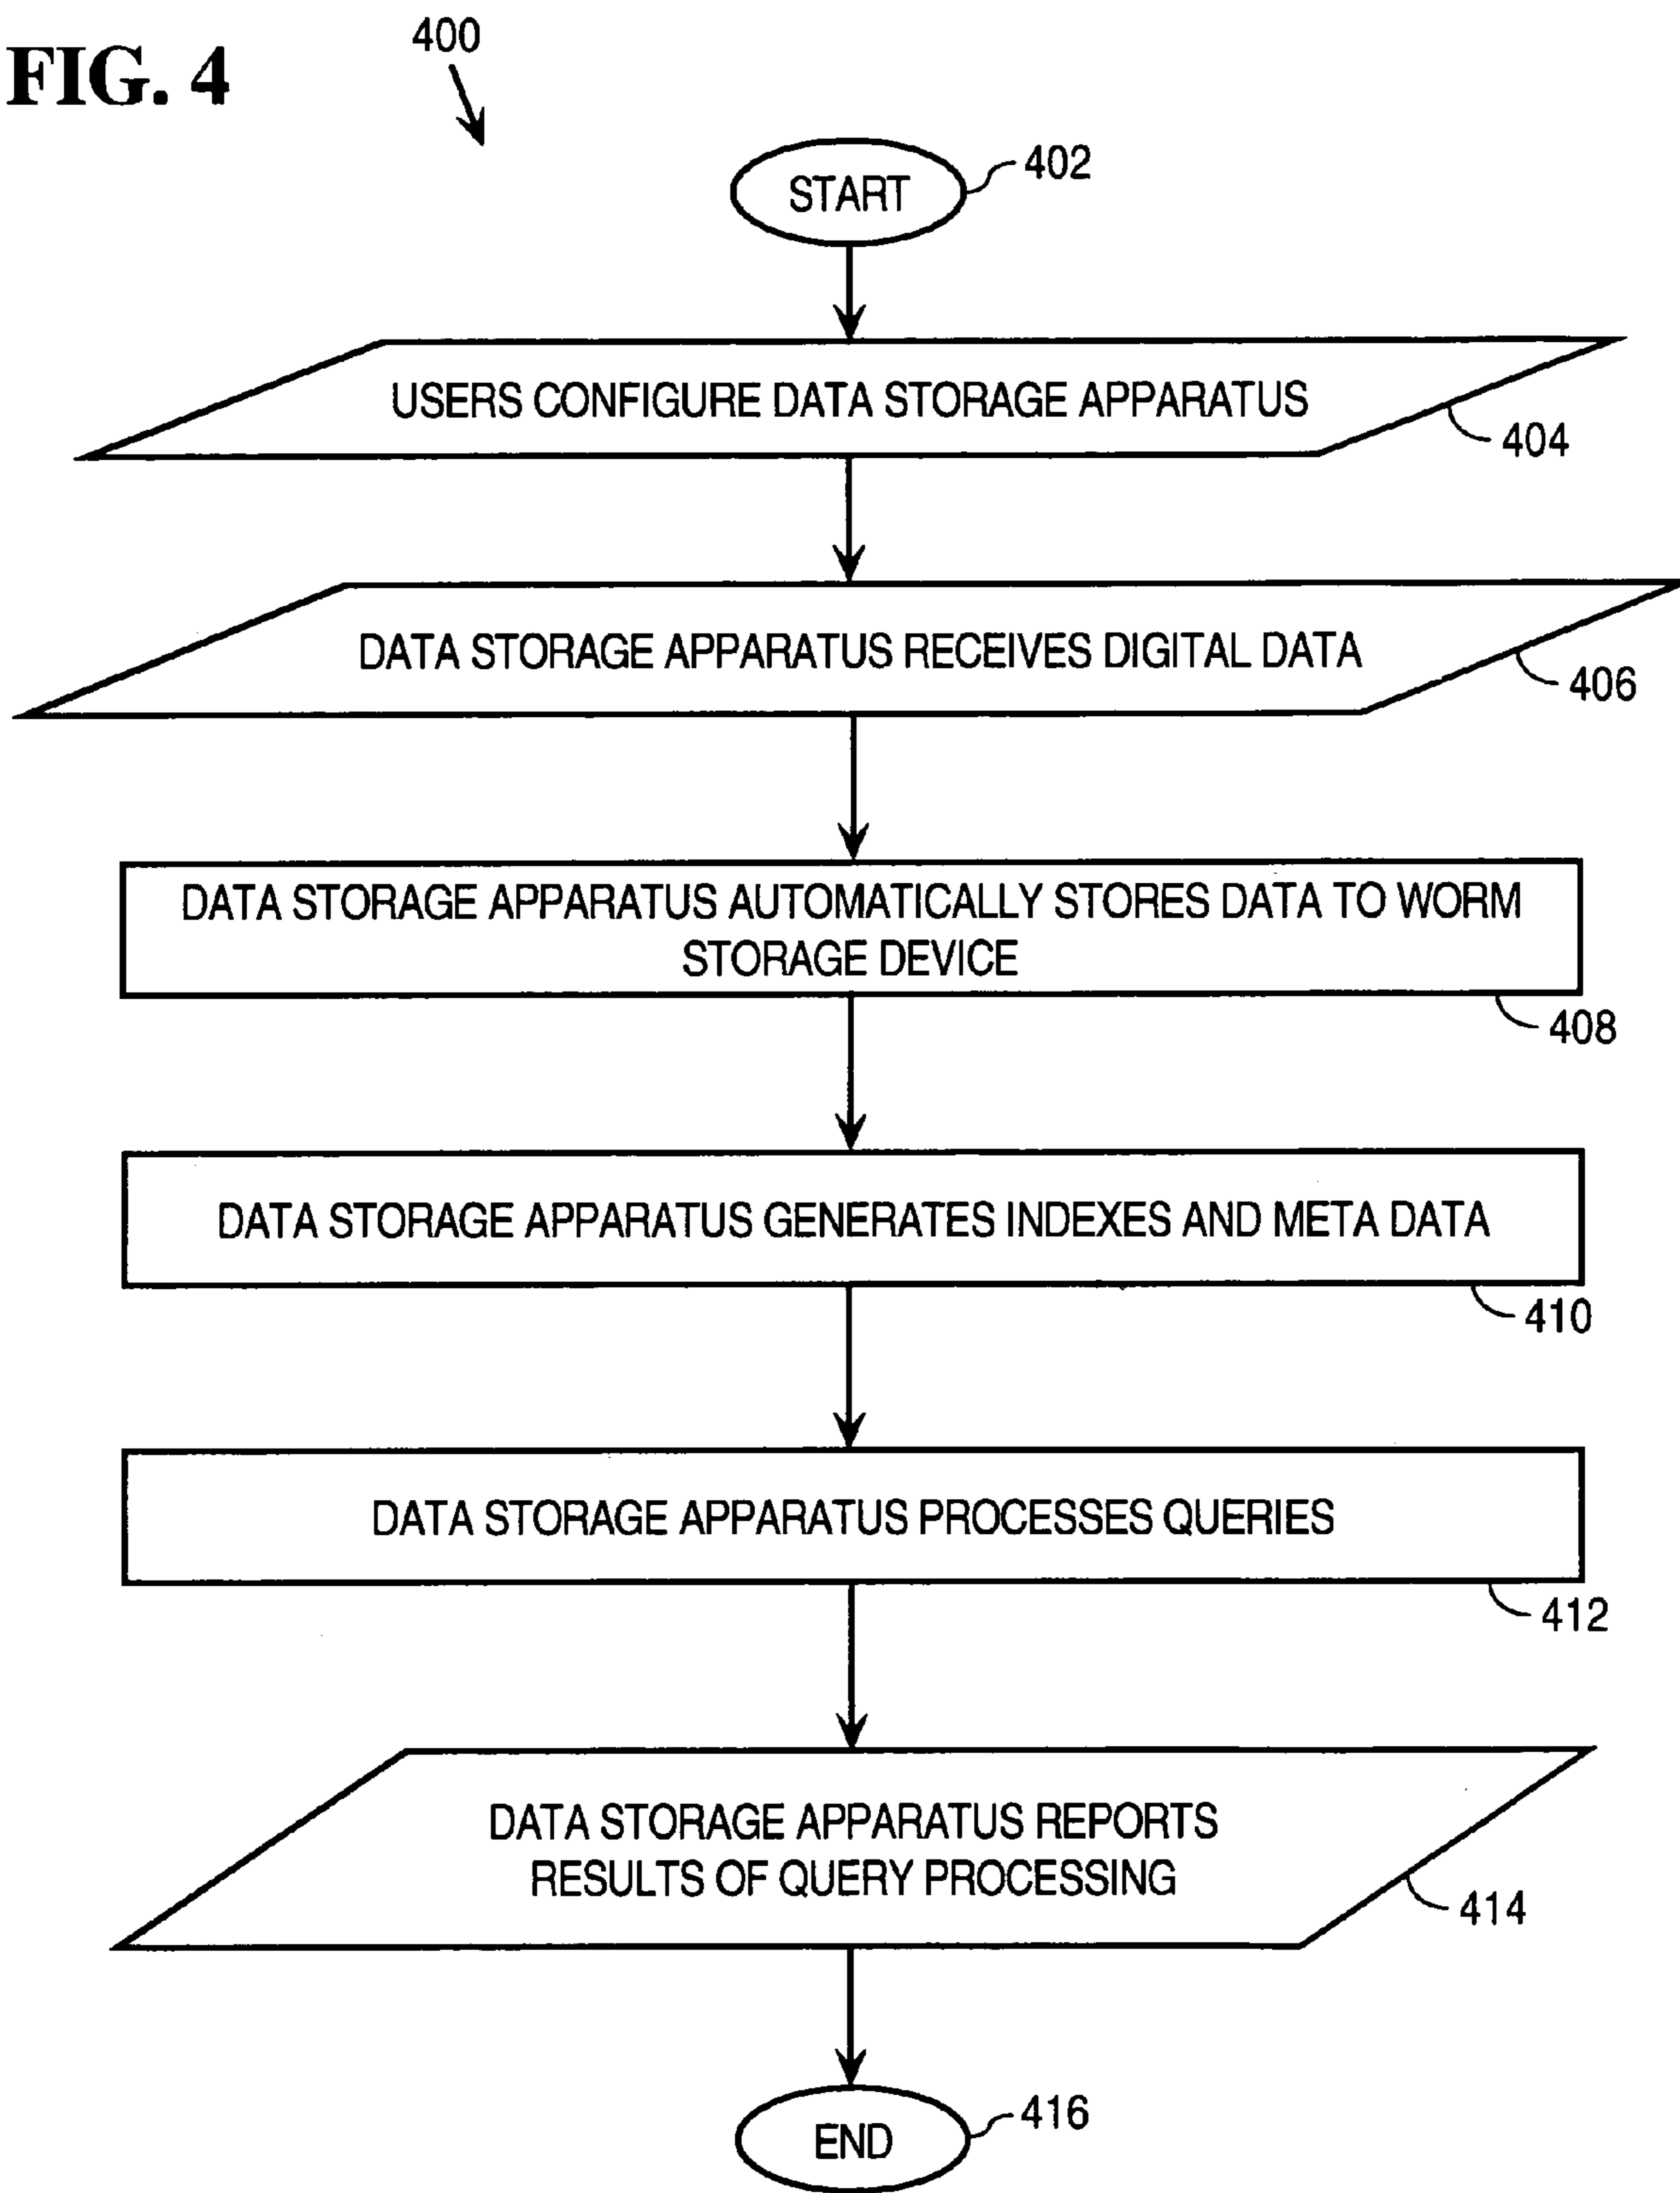 FIG. 4
400
START
402
USERS CONFIGURE DATA STORAGE APPARATUS
404
DATA STORAGE APPARATUS RECEIVES DIGITAL DATA
406
DATA STORAGE APPARATUS AUTOMATICALLY STORES DATA TO WORM
STORAGE DEVICE
408
DATA STORAGE APPARATUS GENERATES INDEXES AND META DATA
410
DATA STORAGE APPARATUS PROCESSES QUERIES
412
DATA STORAGE APPARATUS REPORTS
RESULTS OF QUERY PROCESSING
414
END
416